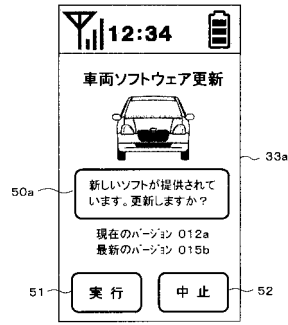 12:34
車両ソフトウェア更新
33a
50a
新しいソフトが提供されて
います。更新しますか？
現在のバージョン 012a
最新のバージョン 015b
51
実 行
中 止
52